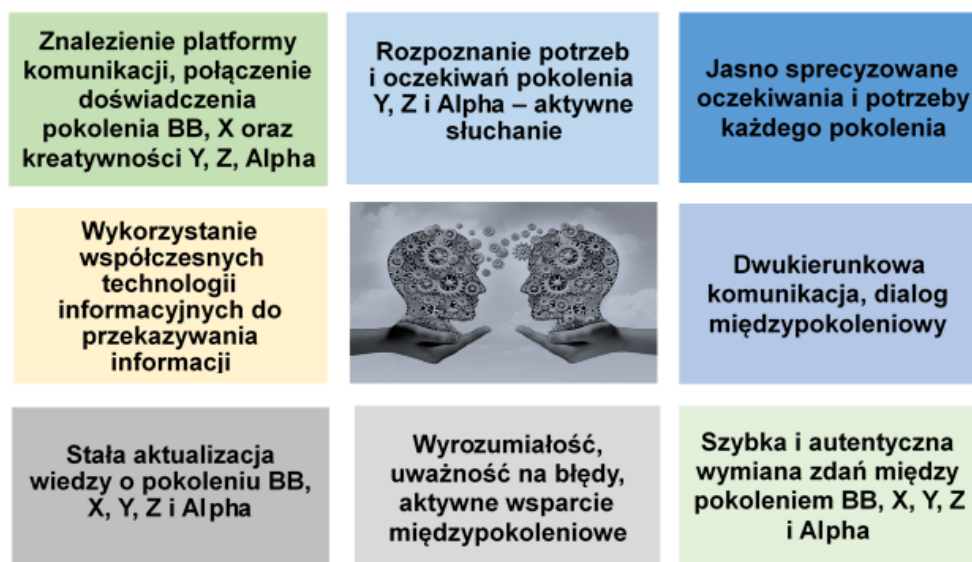 Znalezienie platformy
komunikacji, połączenie
doświadczenia
pokolenia BB, X oraz
kreatywności Y, Z, Alpha
Rozpoznanie potrzeb
i oczekiwań pokolenia
Y, Z i Alpha – aktywne
słuchanie
Jasno sprecyzowane
oczekiwania i potrzeby
każdego pokolenia
Wykorzystanie
współczesnych
technologii
informacyjnych do
przekazywania
informacji
Dwukierunkowa
komunikacja, dialog
międzypokoleniowy
Stała aktualizacja
wiedzy o pokoleniu BB,
X, Y, Z i Alpha
Wyrozumiałość,
uważność na błędy,
aktywne wsparcie
międzypokoleniowe
Szybka i autentyczna
wymiana zdań między
pokoleniem BB, X, Y, Z
i Alpha